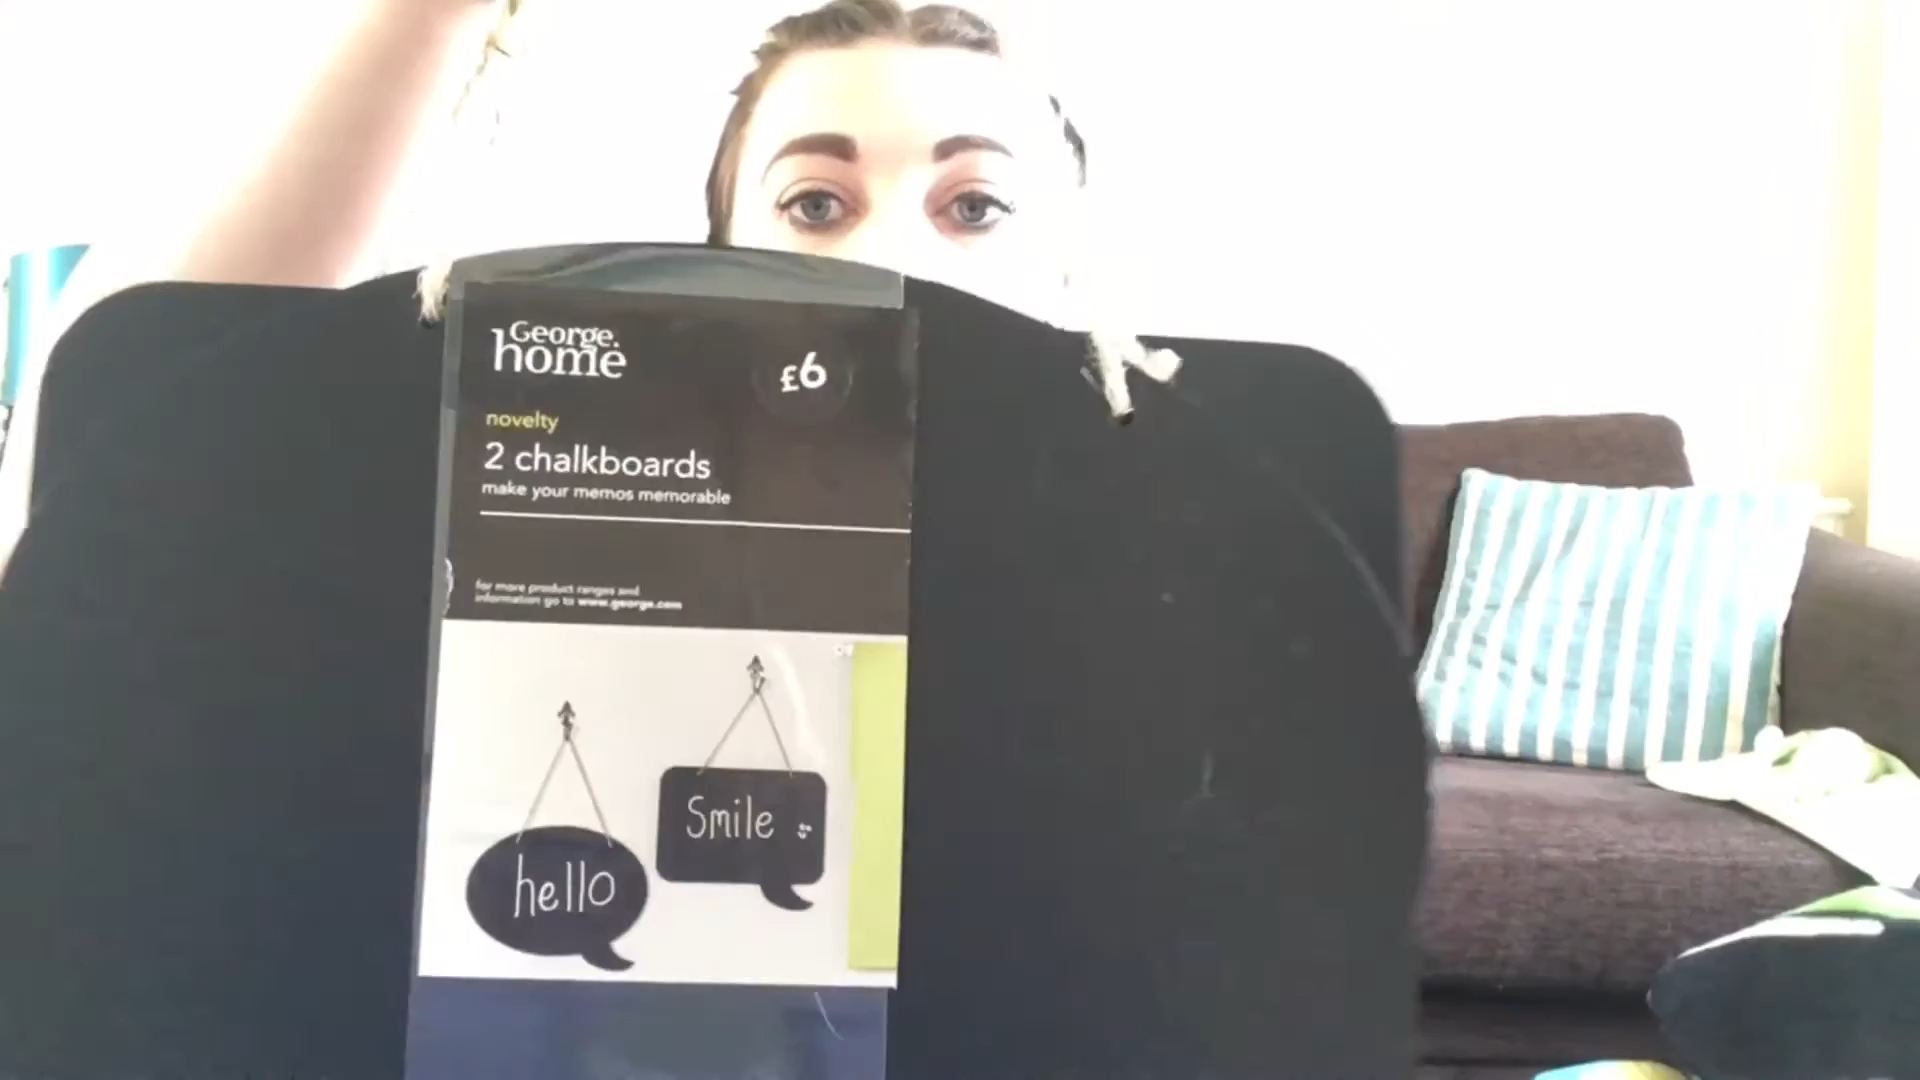 George.
home
£6
novelty
2 chalkboards
make your memos memorable
for more product ranges and
information go to www.george.com
Smile
hello